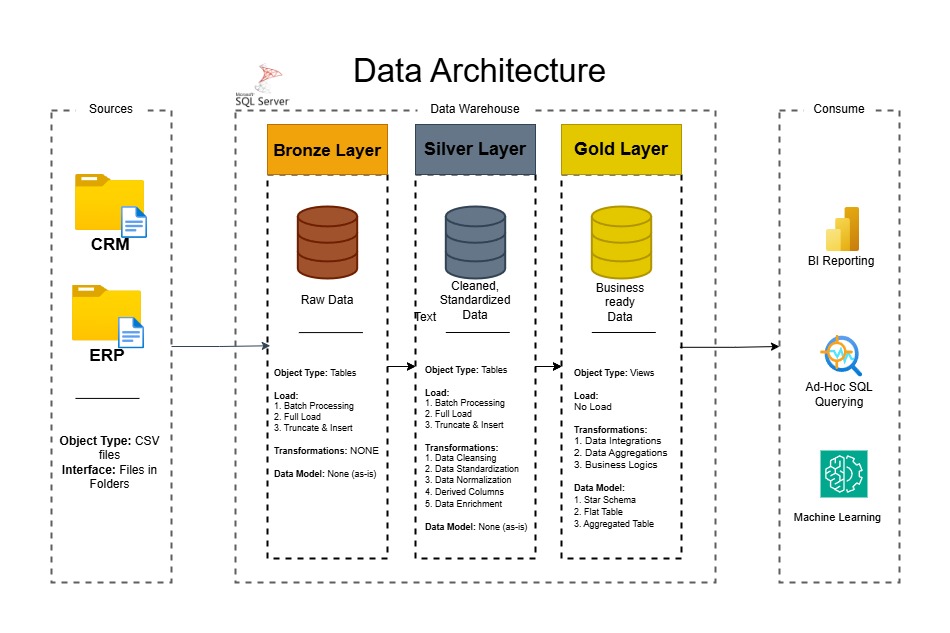 Data Architecture
Microsoft
SQL Server
Sources
CRM
ERP
Object Type: CSV
files
Interface: Files in
Folders
Data Warehouse
Bronze Layer
Raw Data
Object Type: Tables
Load:
1. Batch Processing
2. Full Load
3. Truncate & Insert
Transformations: NONE
Data Model: None (as-is)
Silver Layer
Cleaned,
Standardized
Data
Text
Object Type: Tables
Load:
1. Batch Processing
2. Full Load
3. Truncate & Insert
Transformations:
1. Data Cleansing
2. Data Standardization
3. Data Normalization
4. Derived Columns
5. Data Enrichment
Data Model: None (as-is)
Gold Layer
Business
ready
Data
Object Type: Views
Load:
No Load
Transformations:
1. Data Integrations
2. Data Aggregations
3. Business Logics
Data Model:
1. Star Schema
2. Flat Table
3. Aggregated Table
Consume
BI Reporting
Ad-Hoc SQL
Querying
Machine Learning